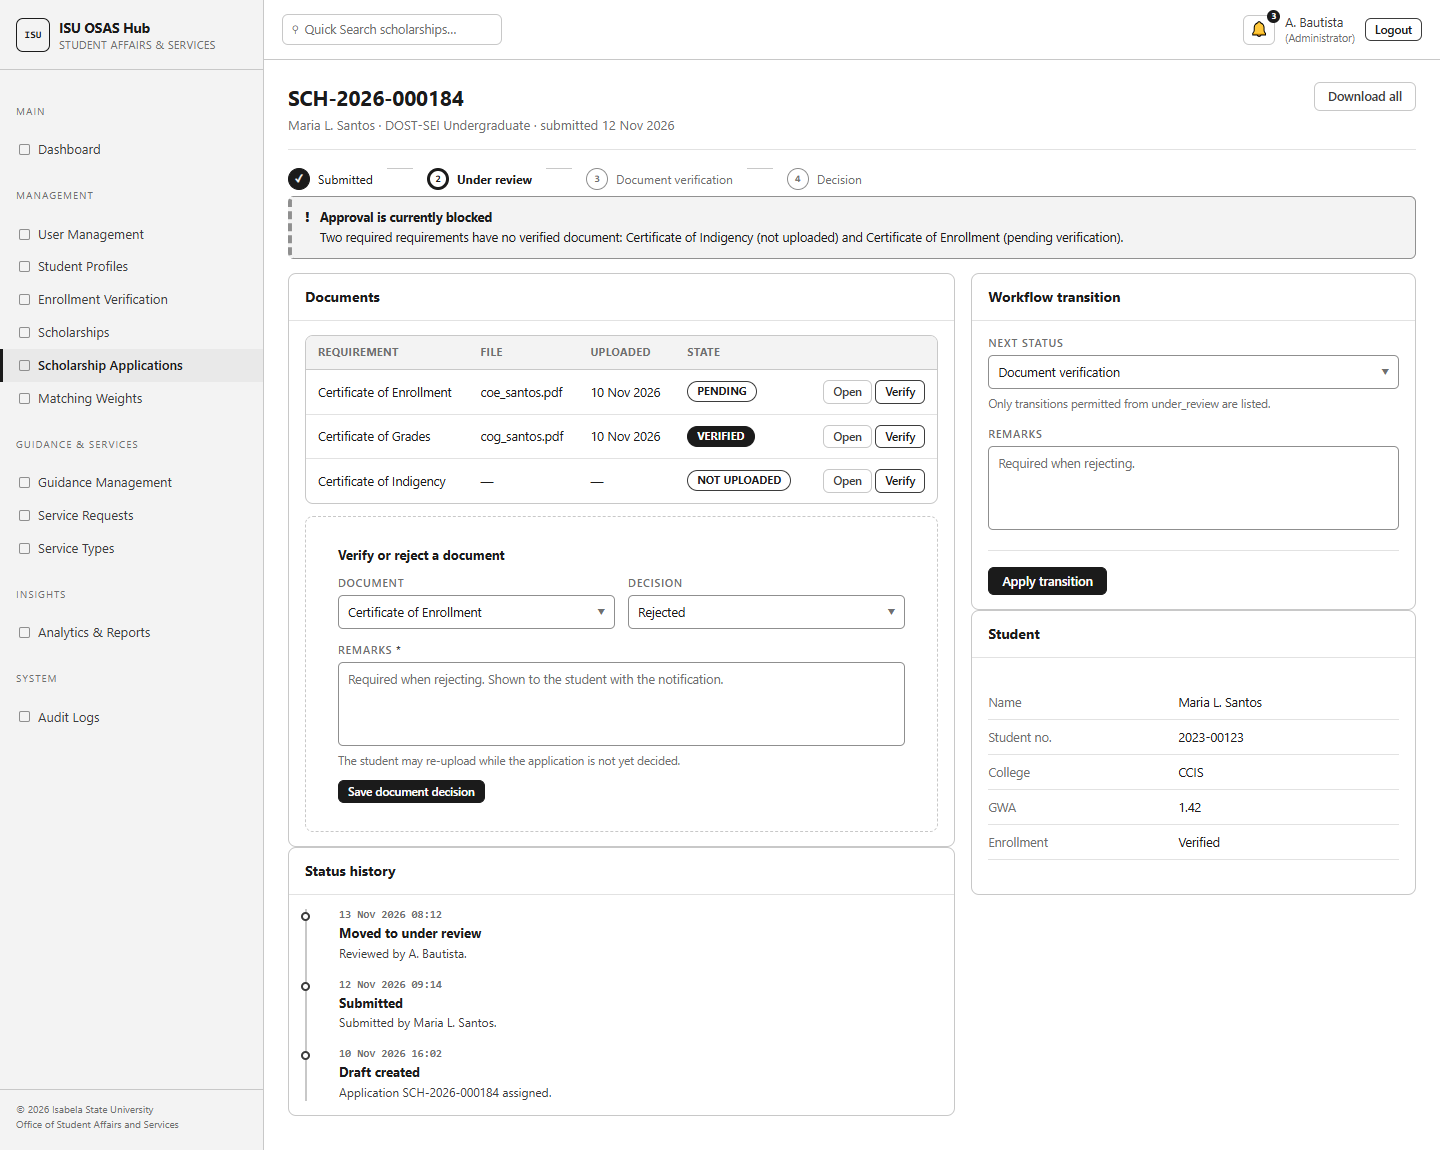 ISU
ISU OSAS Hub
STUDENT AFFAIRS & SERVICES
MAIN
Dashboard
MANAGEMENT
User Management
Student Profiles
Enrollment Verification
Scholarships
Scholarship Applications
Matching Weights
GUIDANCE & SERVICES
Guidance Management
Service Requests
Service Types
INSIGHTS
Analytics & Reports
SYSTEM
Audit Logs
© 2026 Isabela State University
Office of Student Affairs and Services
Quick Search scholarships...
3
A. Bautista
(Administrator)
Logout
SCH-2026-000184
Maria L. Santos · DOST-SEI Undergraduate · submitted 12 Nov 2026
Download all
✓ Submitted
2 Under review
3 Document verification
4 Decision
! Approval is currently blocked
Two required requirements have no verified document: Certificate of Indigency (not uploaded) and Certificate of Enrollment (pending verification).
Documents
REQUIREMENT FILE UPLOADED STATE
Certificate of Enrollment coe_santos.pdf 10 Nov 2026 PENDING Open Verify
Certificate of Grades cog_santos.pdf 10 Nov 2026 VERIFIED Open Verify
Certificate of Indigency — — NOT UPLOADED Open Verify
Verify or reject a document
DOCUMENT DECISION
Certificate of Enrollment Rejected
REMARKS *
Required when rejecting. Shown to the student with the notification.
The student may re-upload while the application is not yet decided.
Save document decision
Status history
13 Nov 2026 08:12
Moved to under review
Reviewed by A. Bautista.
12 Nov 2026 09:14
Submitted
Submitted by Maria L. Santos.
10 Nov 2026 16:02
Draft created
Application SCH-2026-000184 assigned.
Workflow transition
NEXT STATUS
Document verification
Only transitions permitted from under_review are listed.
REMARKS
Required when rejecting.
Apply transition
Student
Name Maria L. Santos
Student no. 2023-00123
College CCIS
GWA 1.42
Enrollment Verified